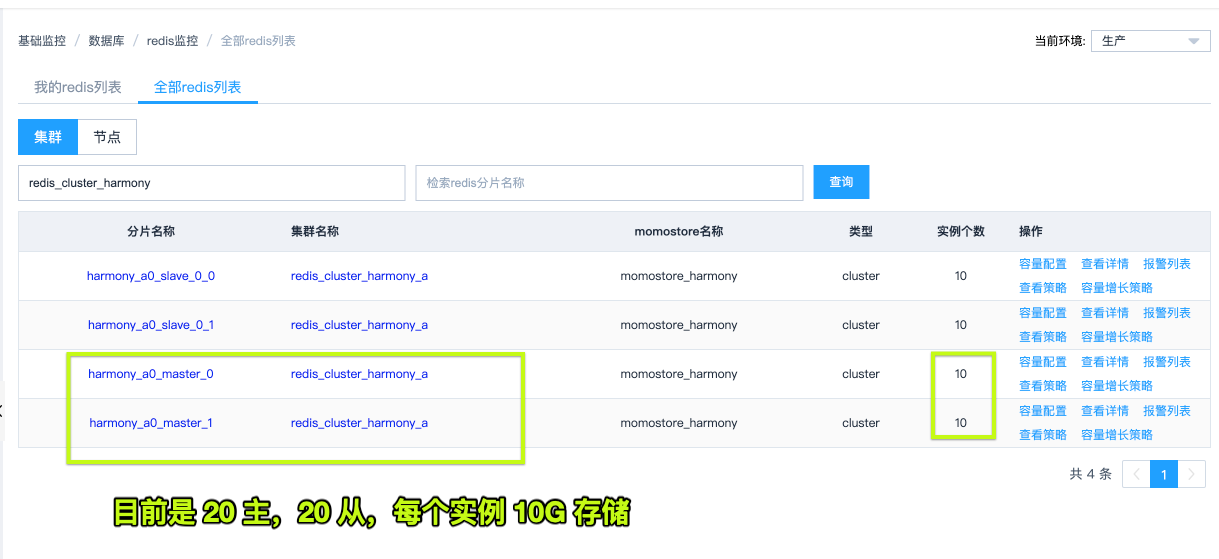 基础监控 / 数据库 / redis监控 / 全部redis列表 当前环境: 生产
我的redis列表 全部redis列表
集群 节点
redis_cluster_harmony 检索redis分片名称 查询
分片名称 集群名称 momostore名称 类型 实例个数 操作
harmony_a0_slave_0_0 redis_cluster_harmony_a momostore_harmony cluster 10 容量配置 查看详情 报警列表
查看策略 容量增长策略
harmony_a0_slave_0_1 redis_cluster_harmony_a momostore_harmony cluster 10 容量配置 查看详情 报警列表
查看策略 容量增长策略
harmony_a0_master_0 redis_cluster_harmony_a momostore_harmony cluster 10 容量配置 查看详情 报警列表
查看策略 容量增长策略
harmony_a0_master_1 redis_cluster_harmony_a momostore_harmony cluster 10 容量配置 查看详情 报警列表
查看策略 容量增长策略
共 4 条 1
目前是 20 主，20 从，每个实例 10G 存储